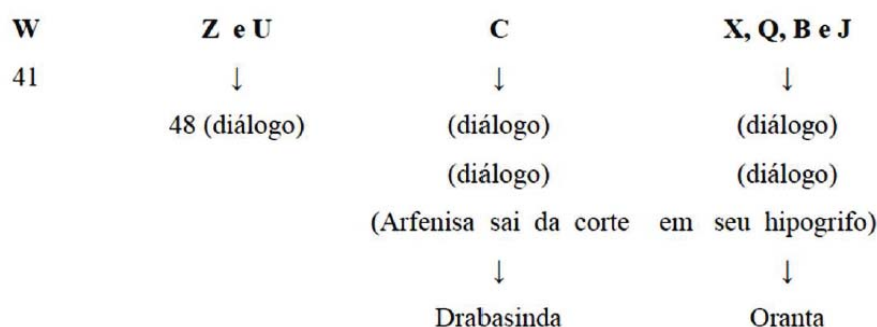 W Z e U C X, Q, B e J
41 ↓ ↓ ↓
48 (diálogo) (diálogo) (diálogo)
(diálogo) (diálogo)
(Arfenisa sai da corte em seu hipogrifo)
↓ ↓
Drabasinda Oranta